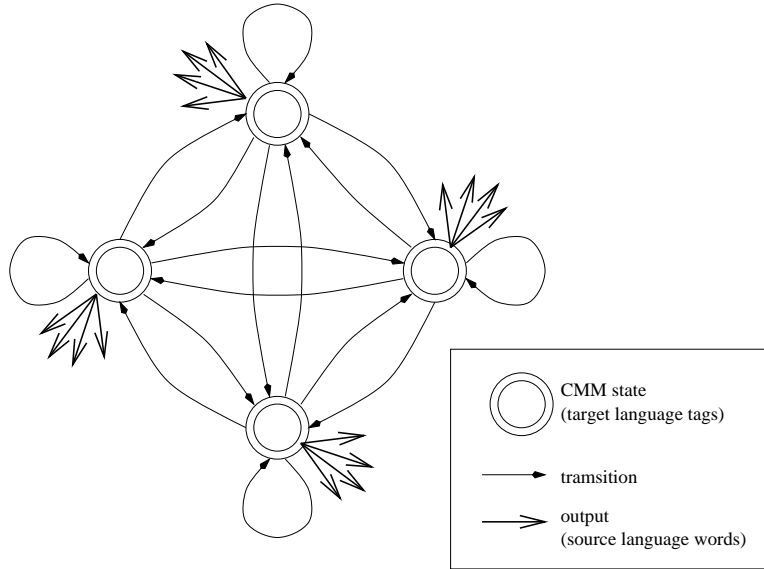 CMM state
(target language tags)
tramsition
output
(source language words)